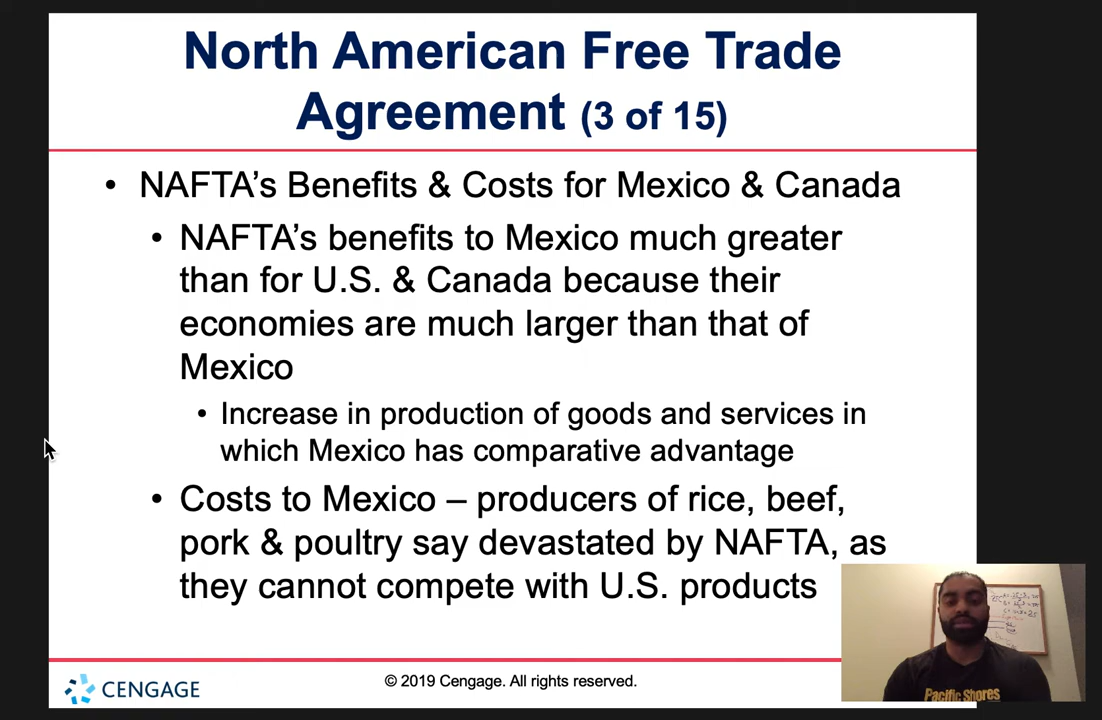 North American Free Trade
Agreement (3 of 15)
• NAFTA’s Benefits & Costs for Mexico & Canada
• NAFTA’s benefits to Mexico much greater
than for U.S. & Canada because their
economies are much larger than that of
Mexico
• Increase in production of goods and services in
which Mexico has comparative advantage
• Costs to Mexico – producers of rice, beef,
pork & poultry say devastated by NAFTA, as
they cannot compete with U.S. products
CENGAGE
© 2019 Cengage. All rights reserved.
Pacific Shores